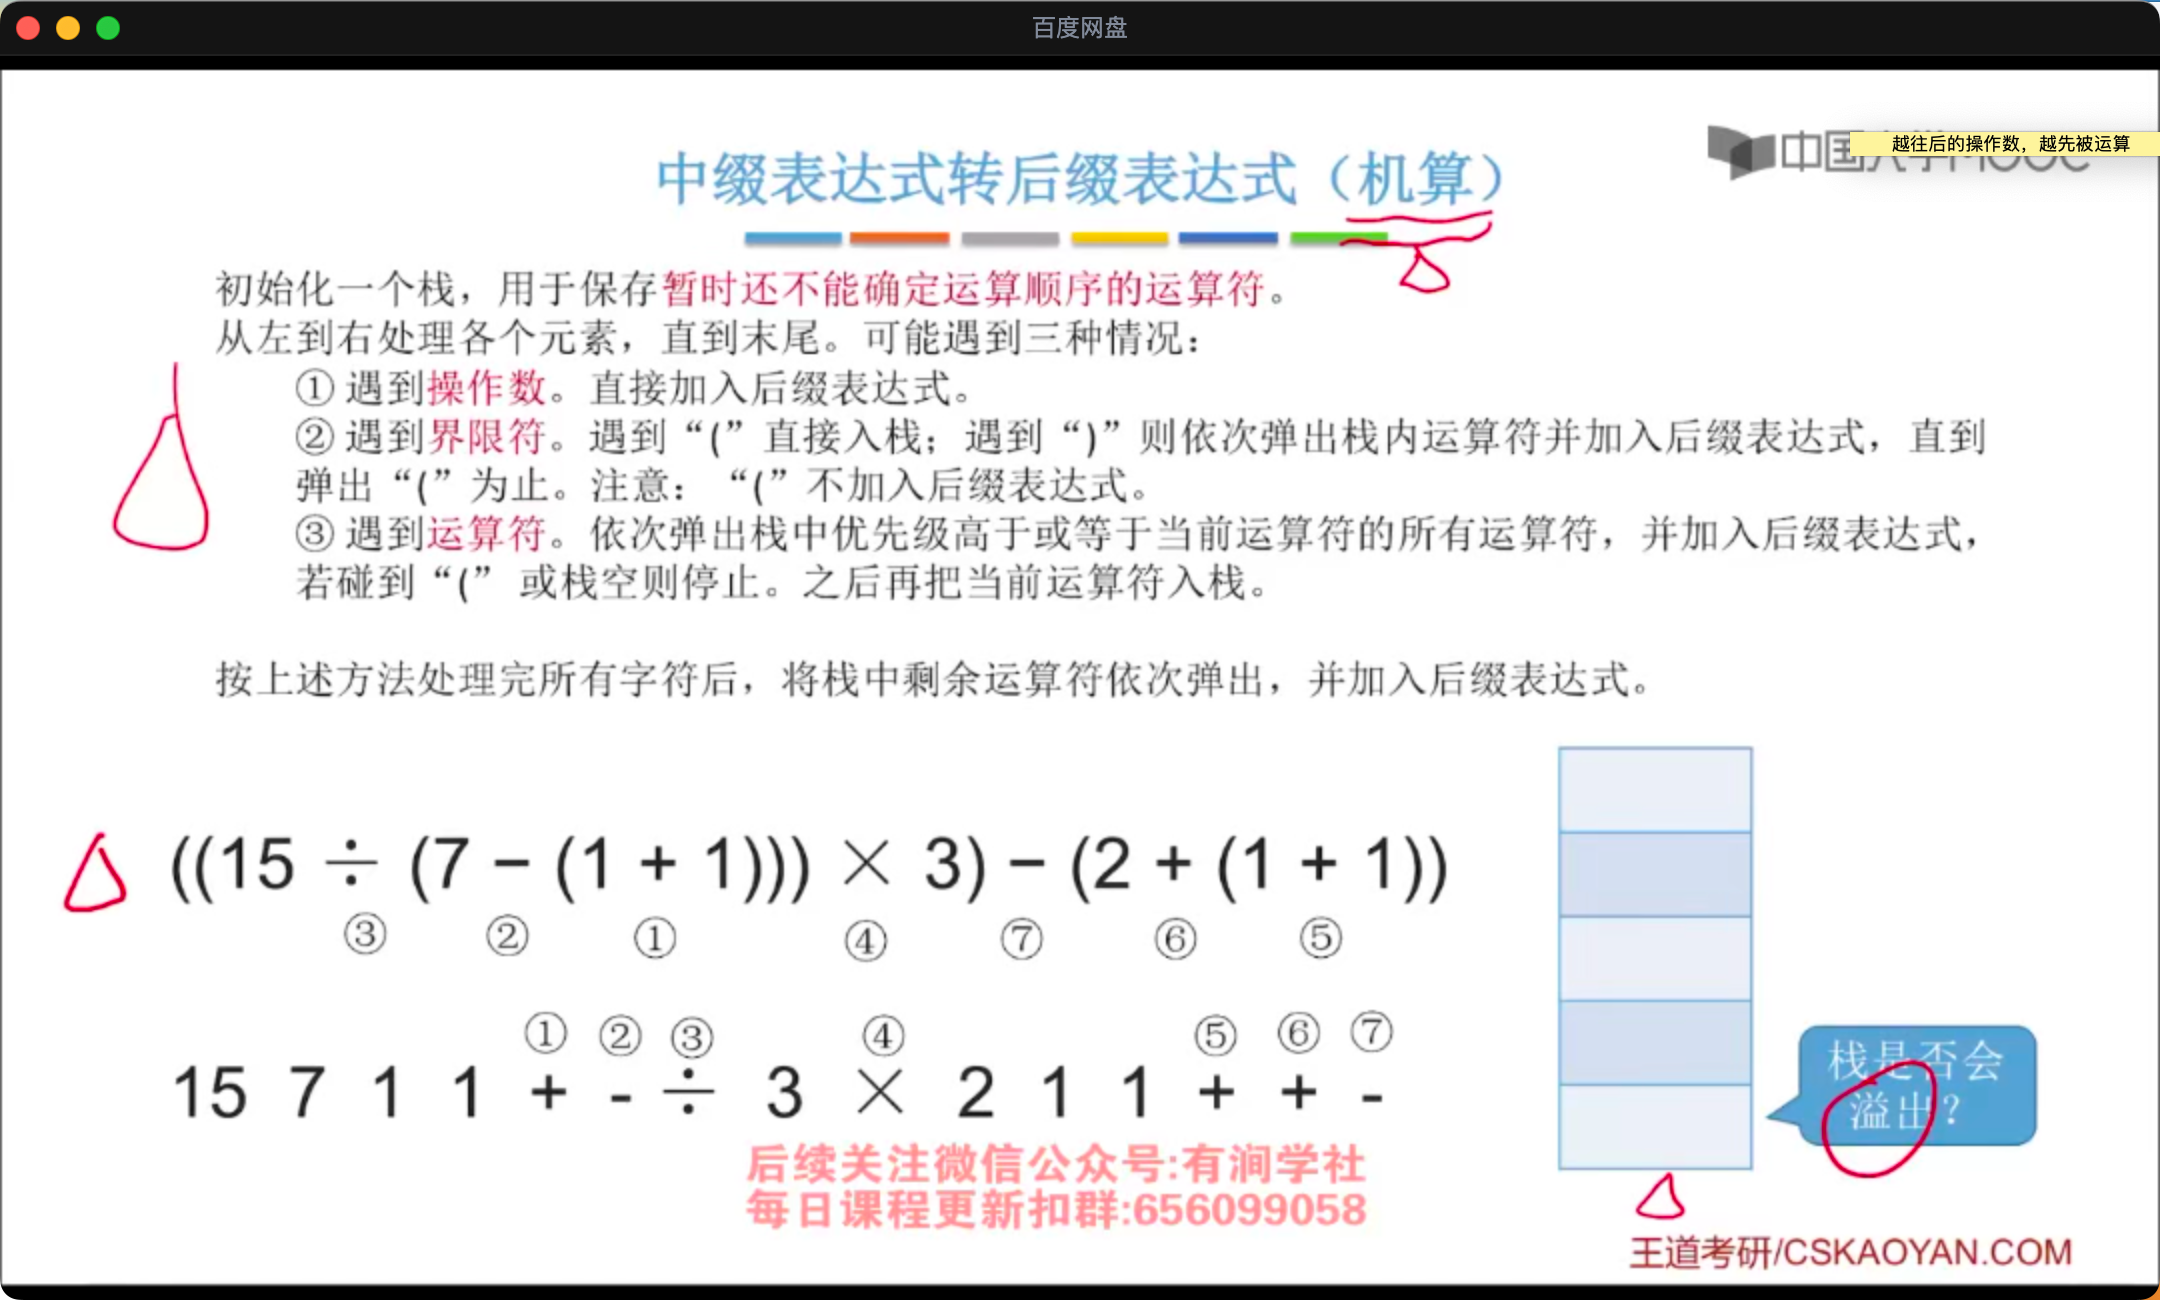 百度网盘
越往后的操作数，越先被运算
中国大学MOOC
中缀表达式转后缀表达式（机算）
初始化一个栈，用于保存暂时还不能确定运算顺序的运算符。
从左到右处理各个元素，直到末尾。可能遇到三种情况：
① 遇到操作数。直接加入后缀表达式。
② 遇到界限符。遇到“(”直接入栈；遇到“)”则依次弹出栈内运算符并加入后缀表达式，直到
弹出“(”为止。注意：“(”不加入后缀表达式。
③ 遇到运算符。依次弹出栈中优先级高于或等于当前运算符的所有运算符，并加入后缀表达式，
若碰到“(” 或栈空则停止。之后再把当前运算符入栈。
按上述方法处理完所有字符后，将栈中剩余运算符依次弹出，并加入后缀表达式。
((15 ÷ (7 − (1 + 1))) × 3) − (2 + (1 + 1))
③ ② ① ④ ⑦ ⑥ ⑤
① ② ③ ④ ⑤ ⑥ ⑦
15 7 1 1 + - ÷ 3 × 2 1 1 + + -
栈是否会
溢出？
后续关注微信公众号:有涧学社
每日课程更新扣群:656099058
王道考研/CSKAOYAN.COM